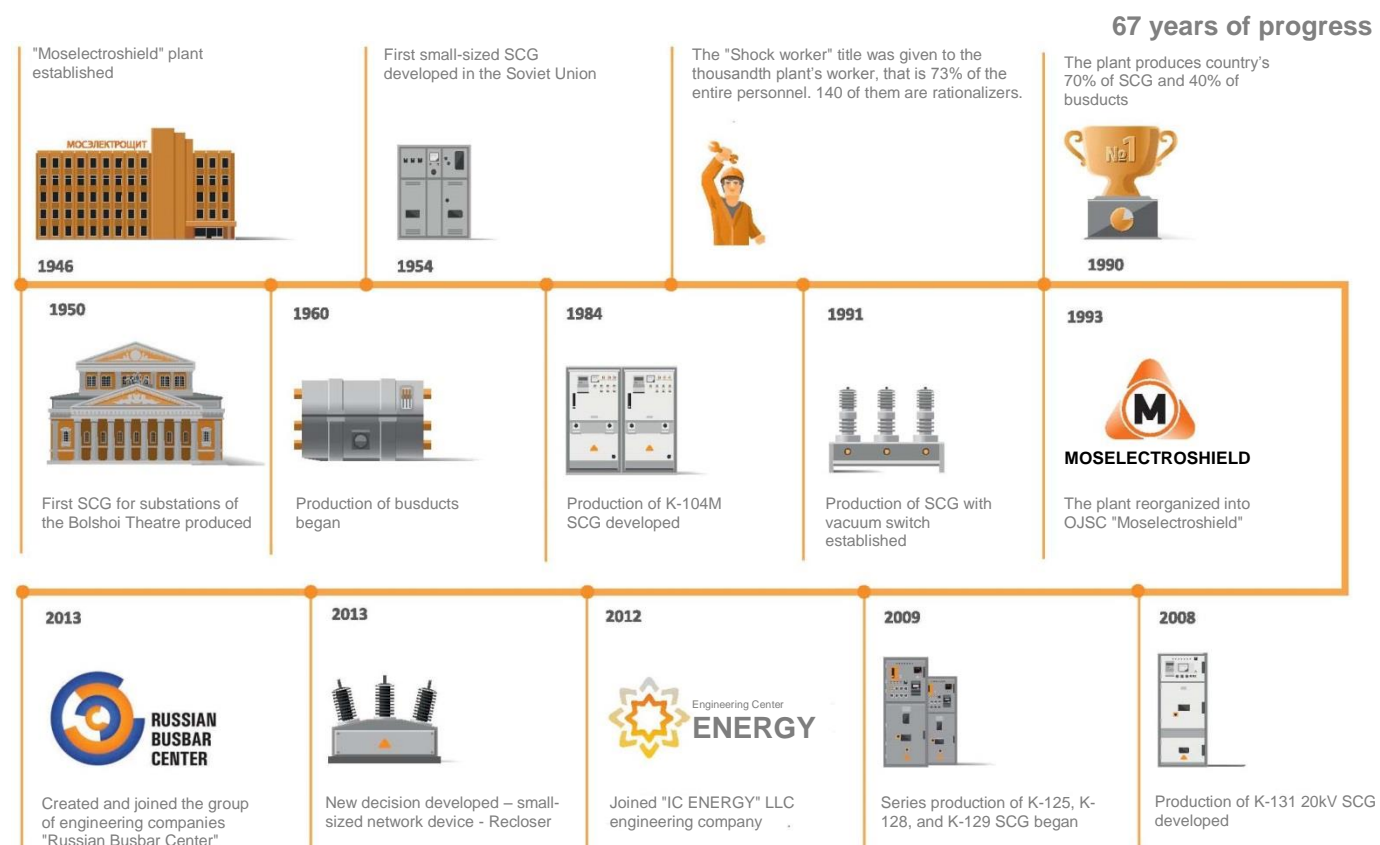 67 years of progress
"Moselectroshield" plant
established
МОСЭЛЕКТРОЩИТ
1946
First small-sized SCG
developed in the Soviet Union
1954
The "Shock worker" title was given to the
thousandth plant's worker, that is 73% of the
entire personnel. 140 of them are rationalizers.
The plant produces country's
70% of SCG and 40% of
busducts
№1
1990
1950
First SCG for substations of
the Bolshoi Theatre produced
1960
Production of busducts
began
1984
Production of K-104M
SCG developed
1991
Production of SCG with
vacuum switch
established
1993
M
MOSELECTROSHIELD
The plant reorganized into
OJSC "Moselectroshield"
2013
RUSSIAN
BUSBAR
CENTER
Created and joined the group
of engineering companies
"Russian Busbar Center"
2013
New decision developed – small-
sized network device - Recloser
2012
Engineering Center
ENERGY
Joined "IC ENERGY" LLC
engineering company .
2009
Series production of K-125, K-
128, and K-129 SCG began
2008
Production of K-131 20kV SCG
developed